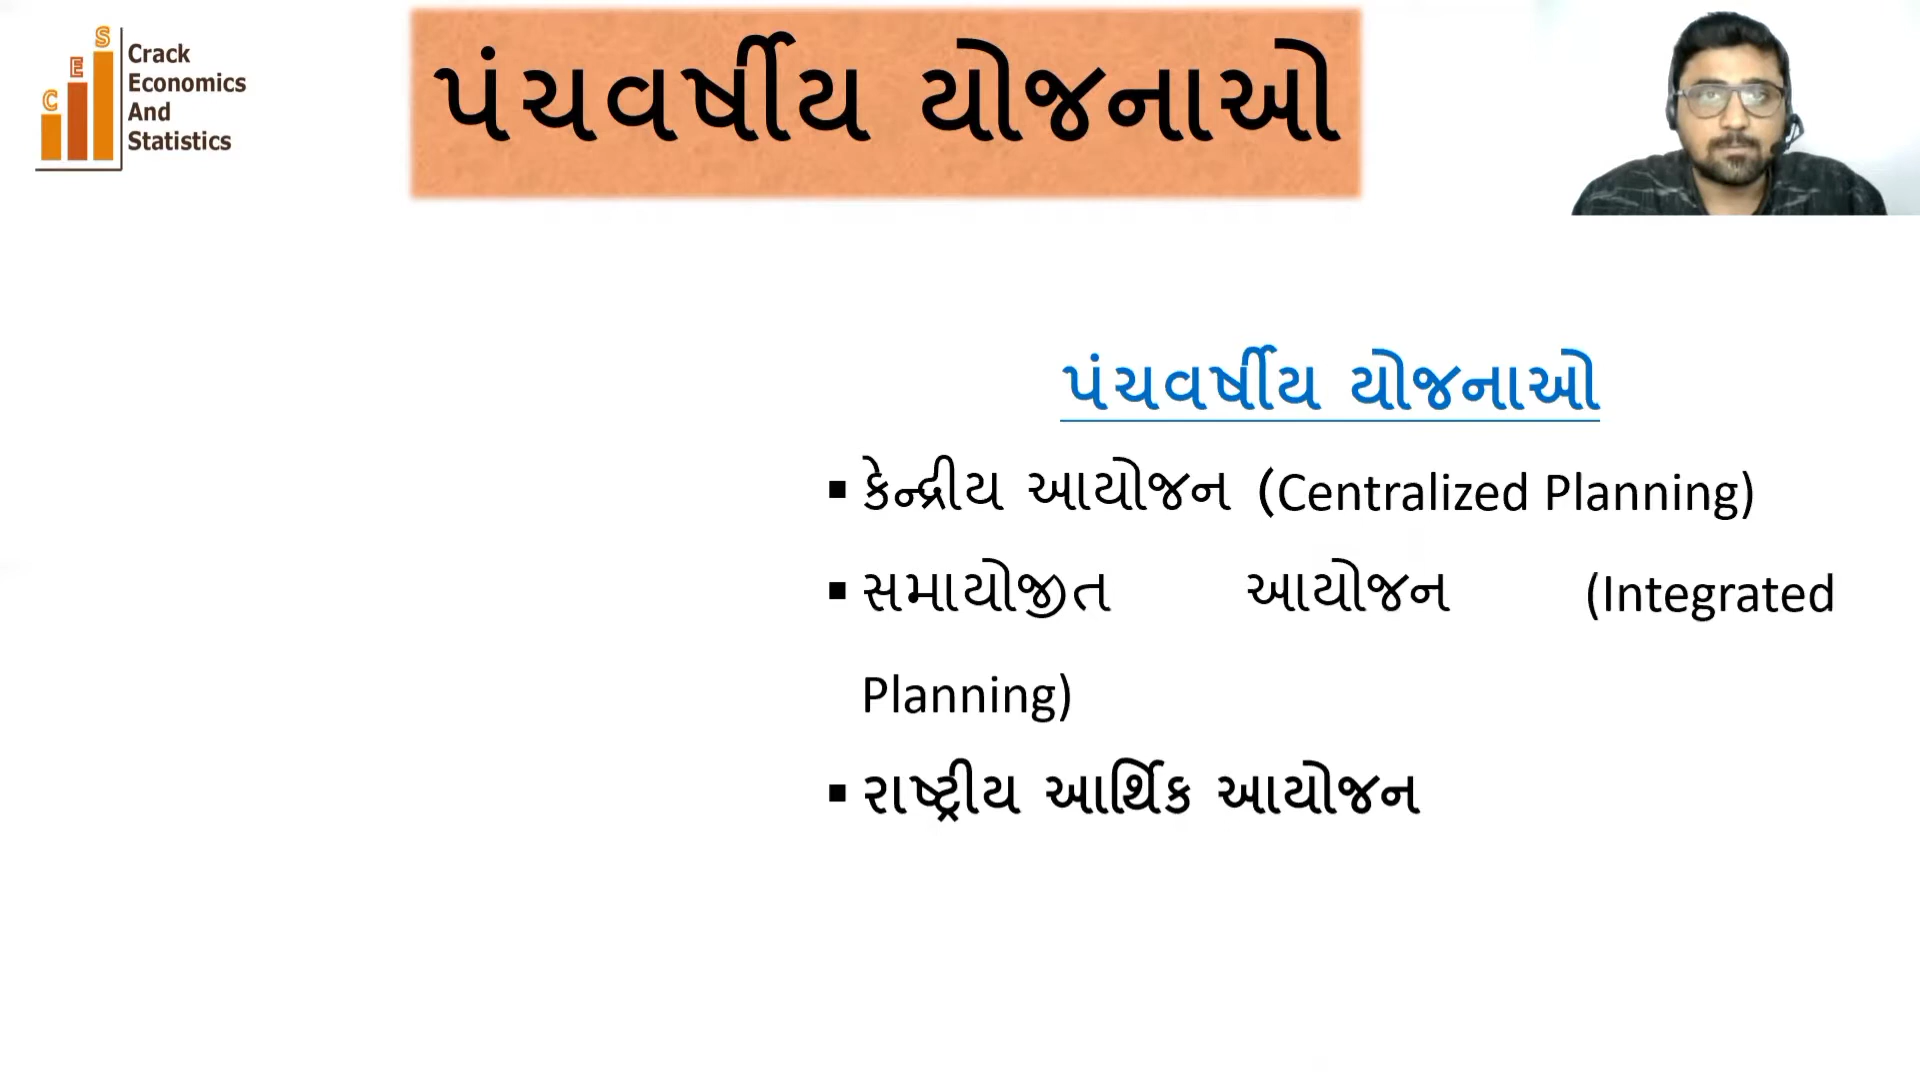 C E S
Crack
Economics
And
Statistics
પંચવર્ષીય યોજનાઓ
પંચવર્ષીય યોજનાઓ
▪ કેન્દ્રીય આયોજન (Centralized Planning)
▪ સમાયોજીત આયોજન (Integrated
Planning)
▪ રાષ્ટ્રીય આર્થિક આયોજન